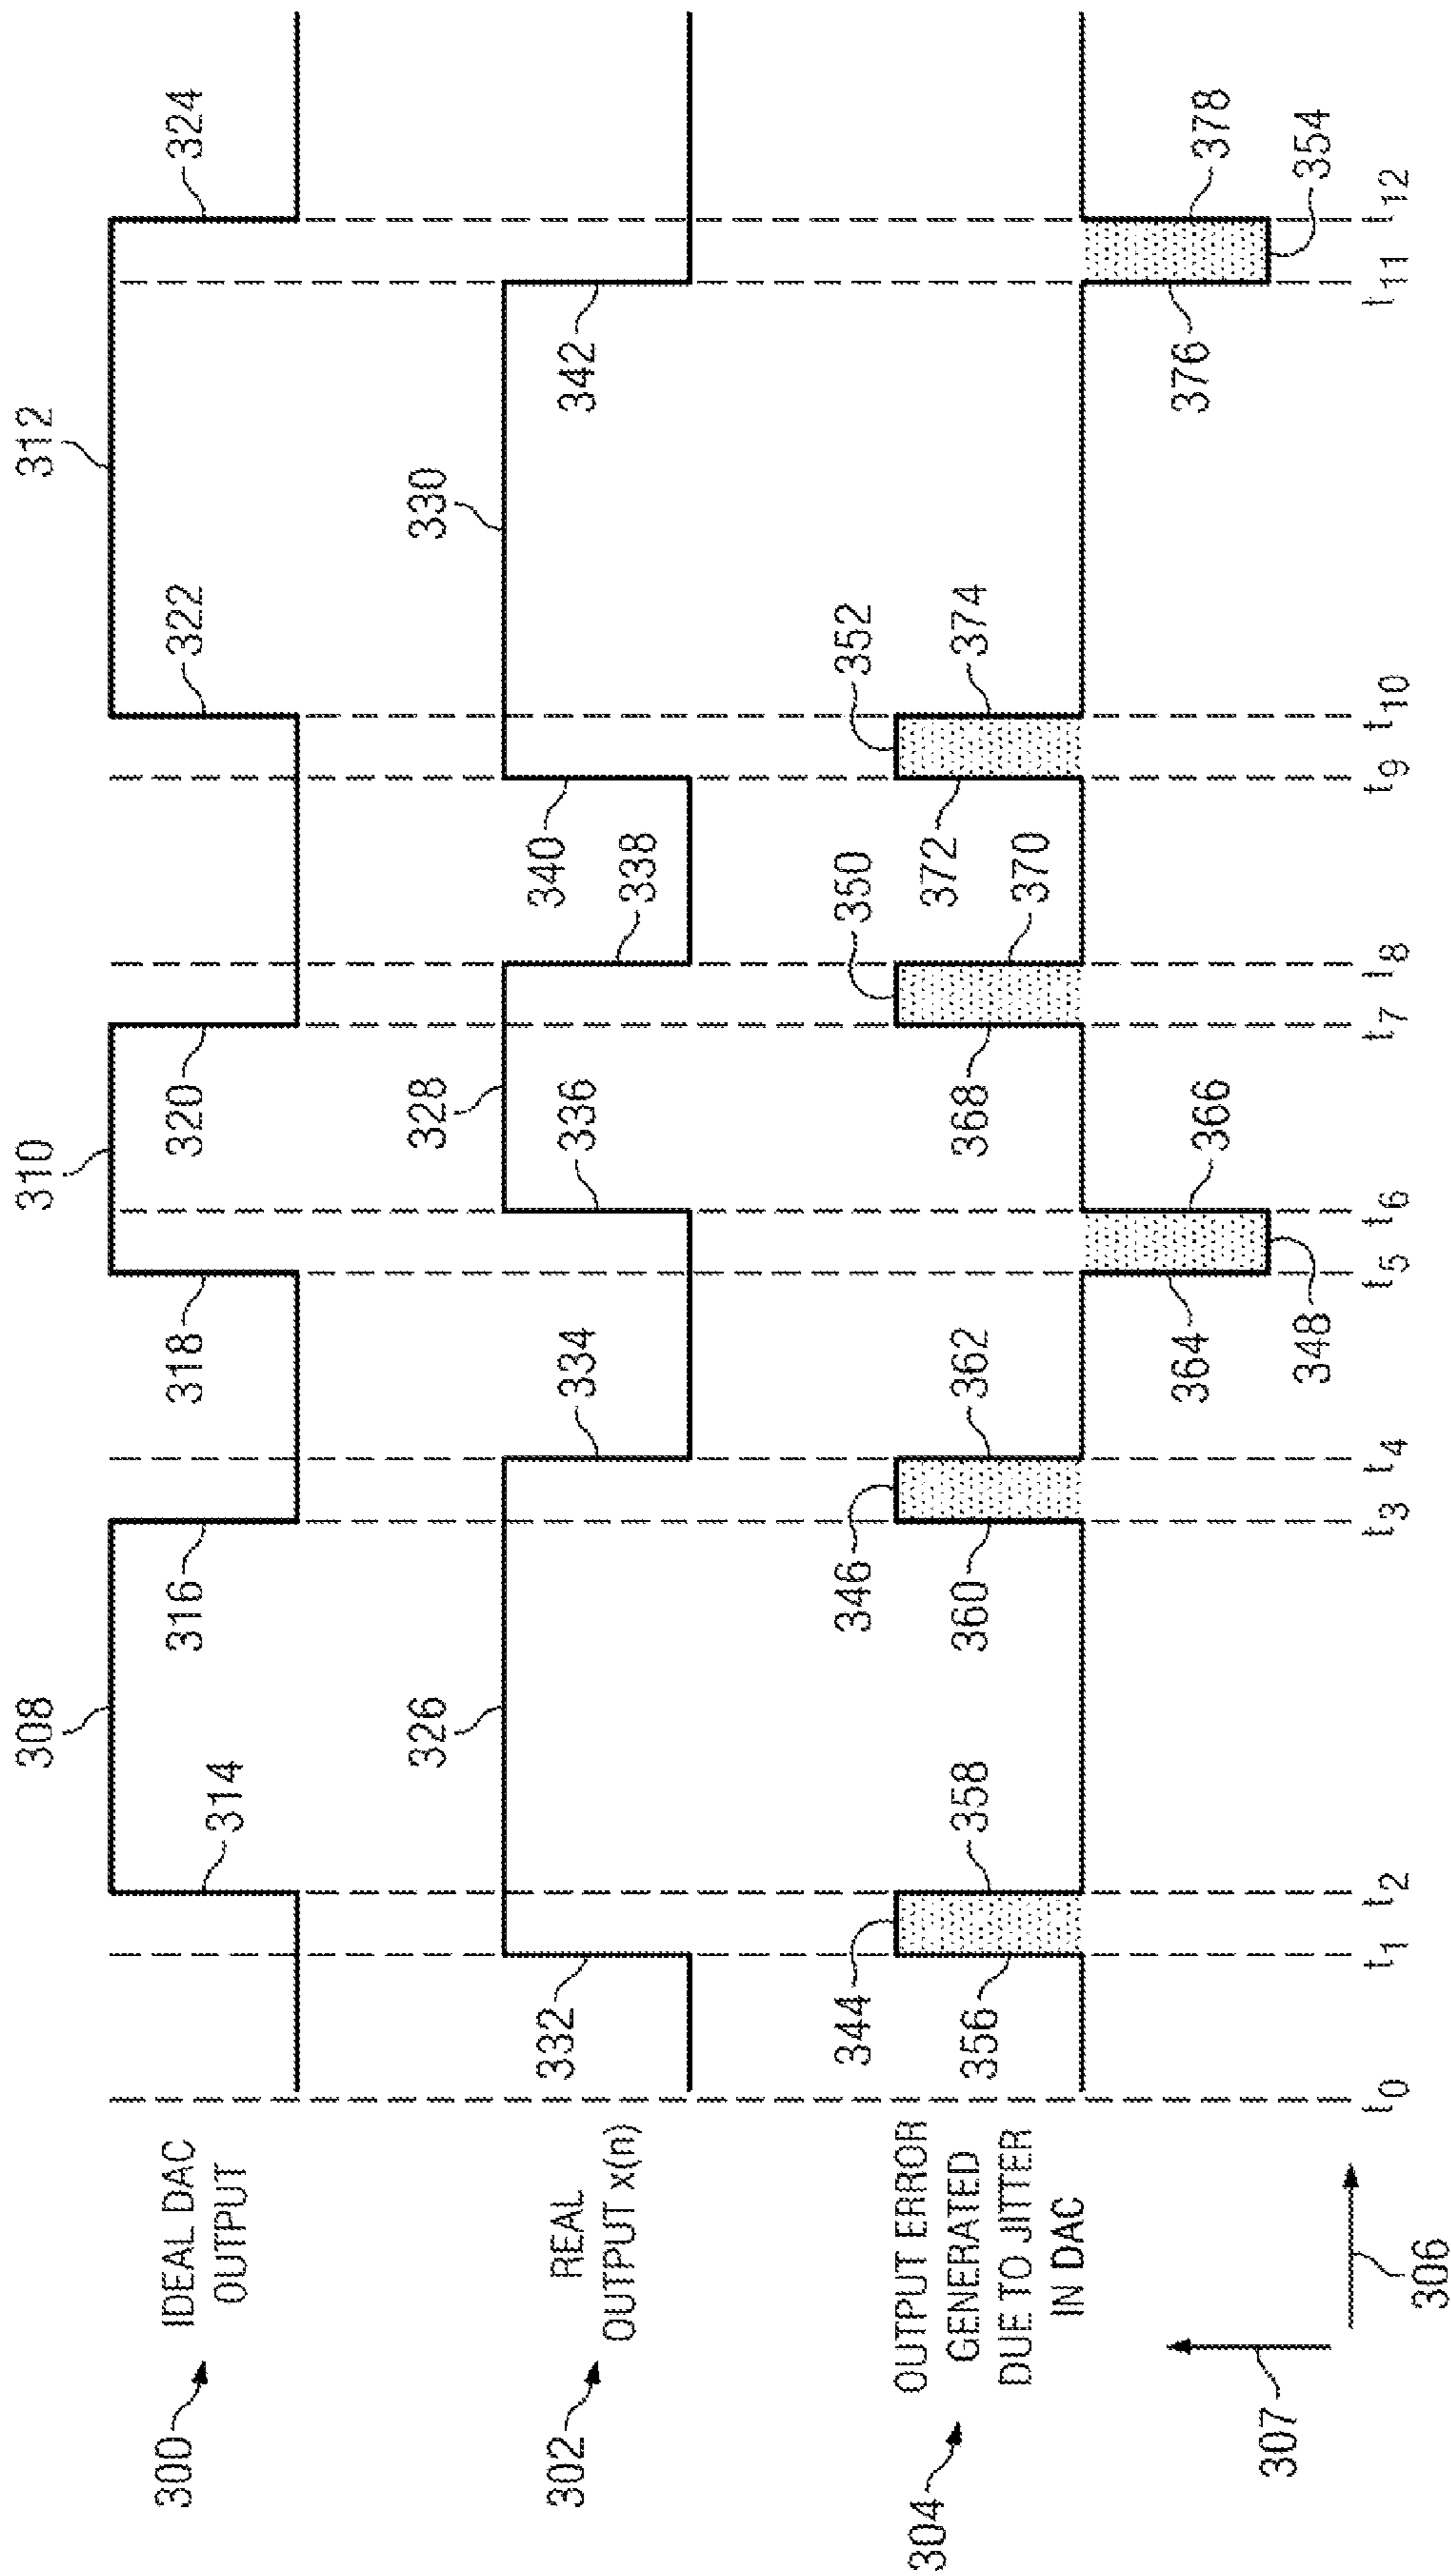 300
IDEAL DAC
OUTPUT
308
310
312
314
316
318
320
322
324
302
REAL
OUTPUT x(n)
326
328
330
332
334
336
338
340
342
304
OUTPUT ERROR
GENERATED
DUE TO JITTER
IN DAC
344
346
350
352
356
358
360
362
368
370
372
374
364
366
376
378
348
354
307
306
t0
t1
t2
t3
t4
t5
t6
t7
t8
t9
t10
t11
t12